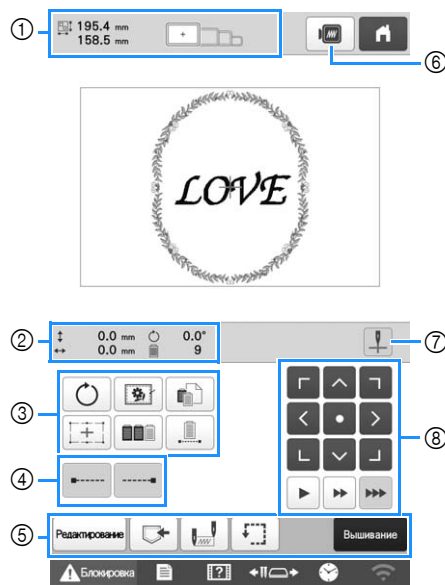 ① 195.4 mm
158.5 mm
⑥
LOVE
② 0.0 mm 0.0°
0.0 mm 9
⑦
③
⑧
④
⑤ Редактирование Вышивание
Блокировка